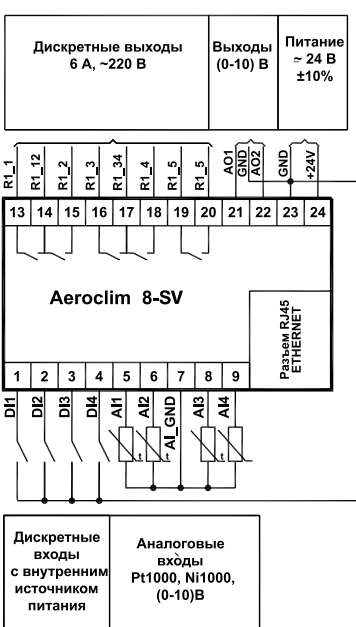 Дискретные выходы
6 А, ~220 В
Выходы
(0-10) В
Питание
~ 24 В
±10%
R1_1
R1_12
R1_2
R1_3
R1_34
R1_4
R1_5
R1_5
AO1
GND
AO2
GND
+24V
13 14 15 16 17 18 19 20 21 22 23 24
Aeroclim 8-SV
Разъем RJ45
ETHERNET
1 2 3 4 5 6 7 8 9
DI1
DI2
DI3
DI4
AI1
AI2
AI_GND
AI3
AI4
t
t
t
t
Дискретные
входы
с внутренним
источником
питания
Аналоговые
входы
Pt1000, Ni1000,
(0-10)В